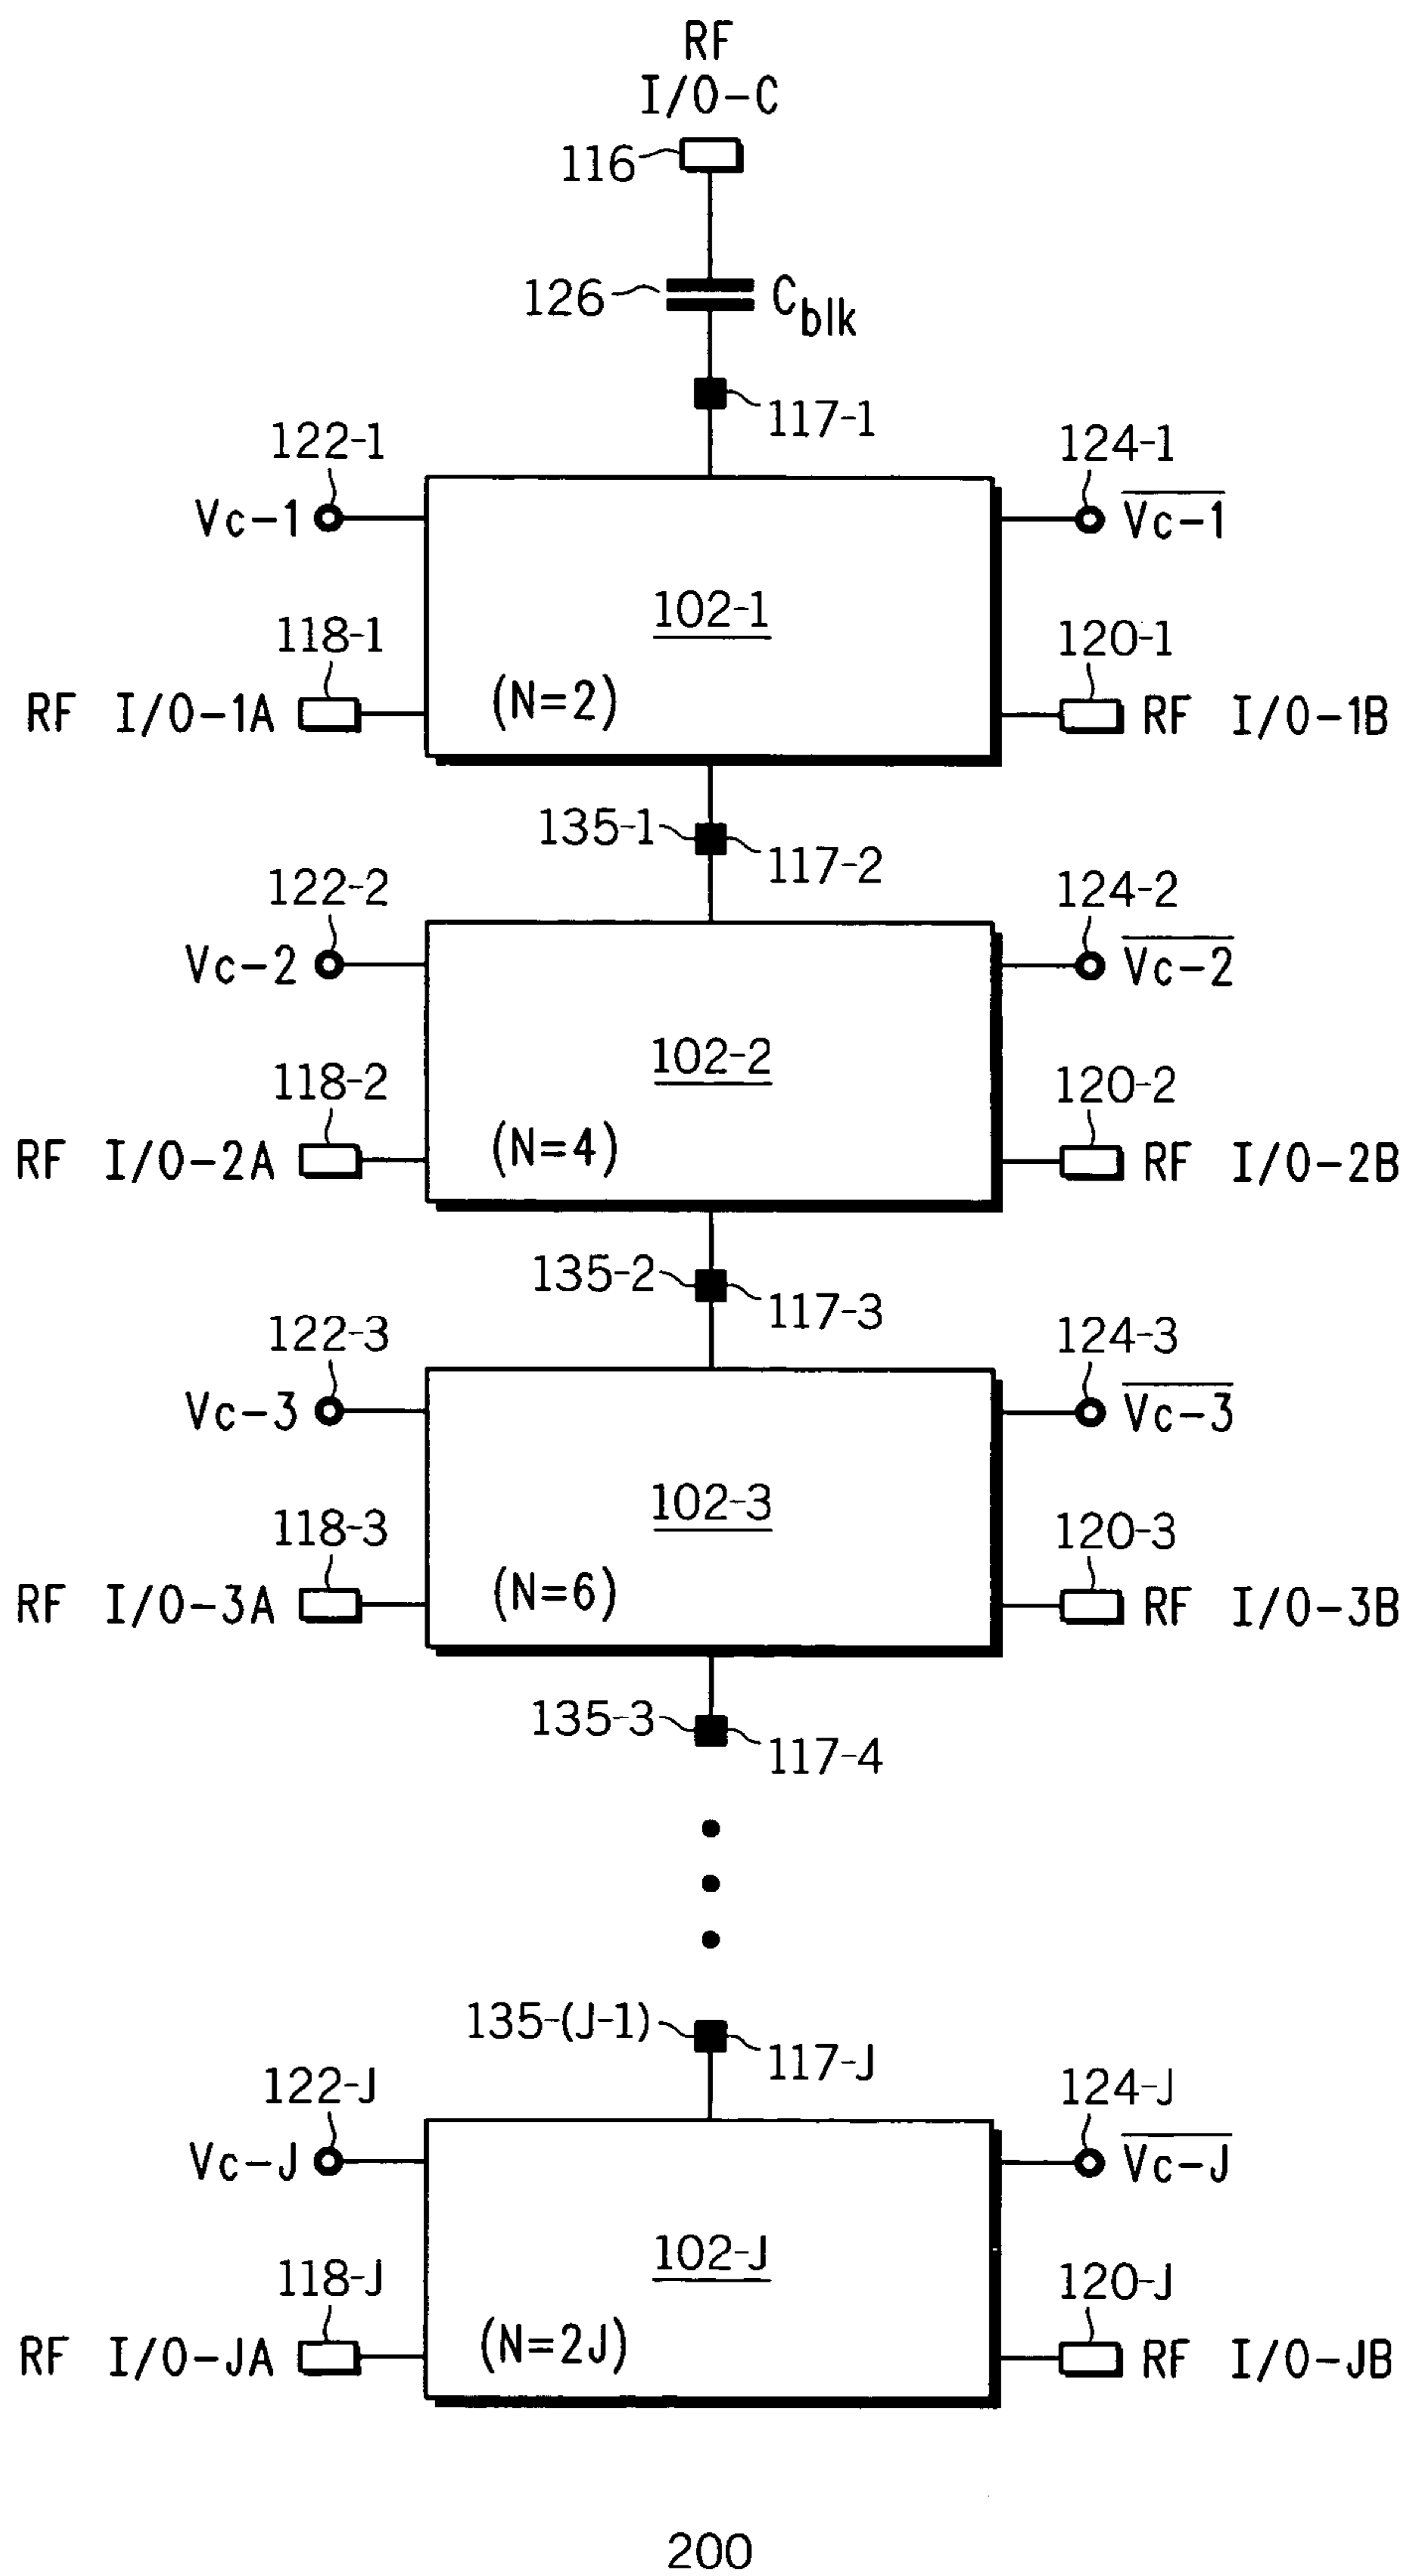 RF
I/O-C
116
126 Cblk
117-1
122-1 124-1
Vc-1 V̅c̅-̅1̅
102-1
118-1 120-1
RF I/O-1A (N=2) RF I/O-1B
135-1 117-2
122-2 124-2
Vc-2 V̅c̅-̅2̅
102-2
118-2 120-2
RF I/O-2A (N=4) RF I/O-2B
135-2 117-3
122-3 124-3
Vc-3 V̅c̅-̅3̅
102-3
118-3 120-3
RF I/O-3A (N=6) RF I/O-3B
135-3 117-4
135-(J-1) 117-J
122-J 124-J
Vc-J V̅c̅-̅J̅
102-J
118-J 120-J
RF I/O-JA (N=2J) RF I/O-JB
200